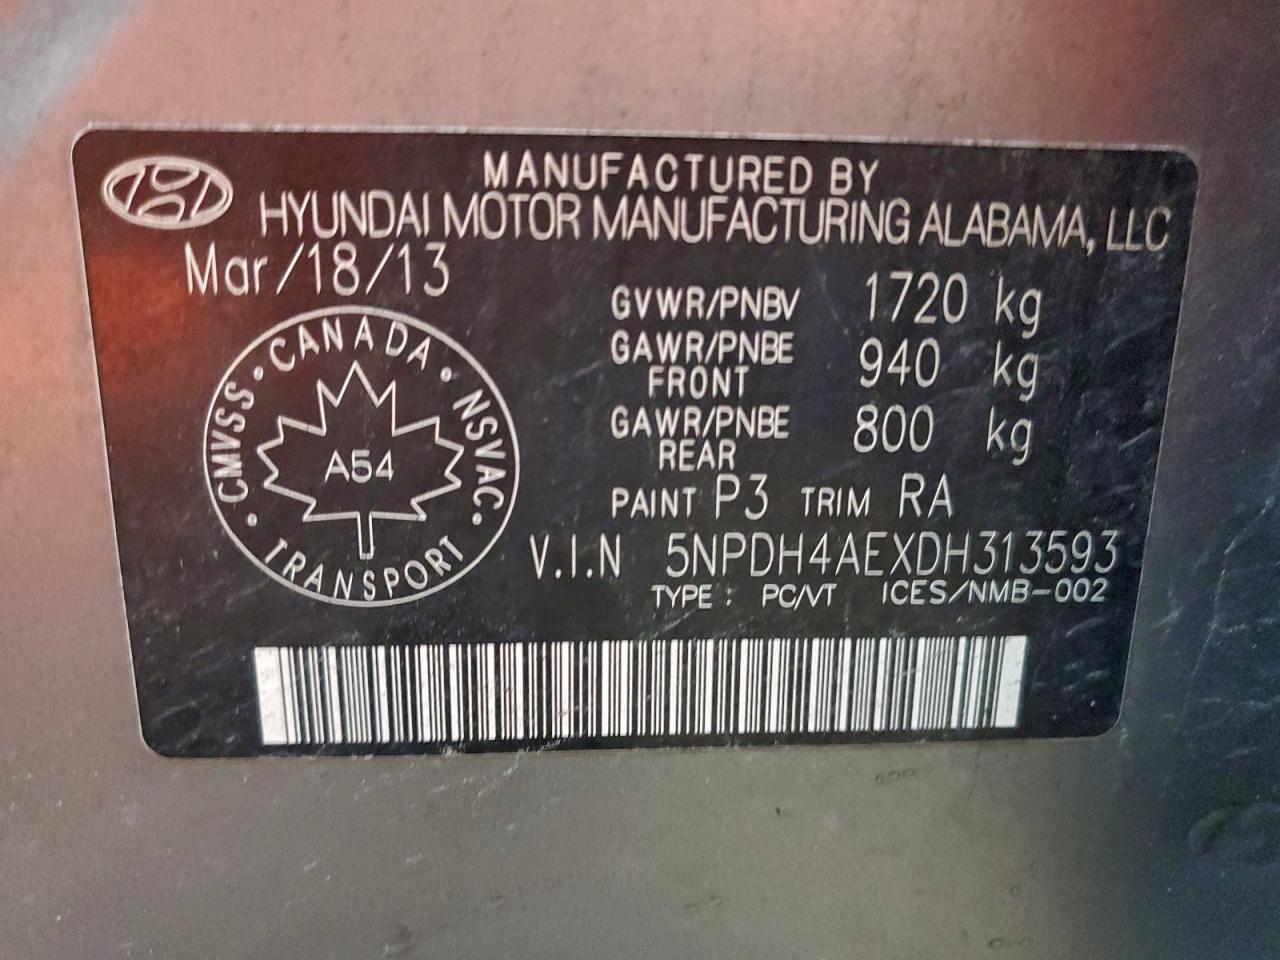 MANUFACTURED BY
HYUNDAI MOTOR MANUFACTURING ALABAMA, LLC
Mar/18/13
GVWR/PNBV 1720 kg
GAWR/PNBE FRONT 940 kg
GAWR/PNBE REAR 800 kg
PAINT P3 TRIM RA
V.I.N 5NPDH4AEXDH313593
TYPE : PC/VT ICES/NMB-002
CMVSS • CANADA • NSVAC • TRANSPORT •
A54